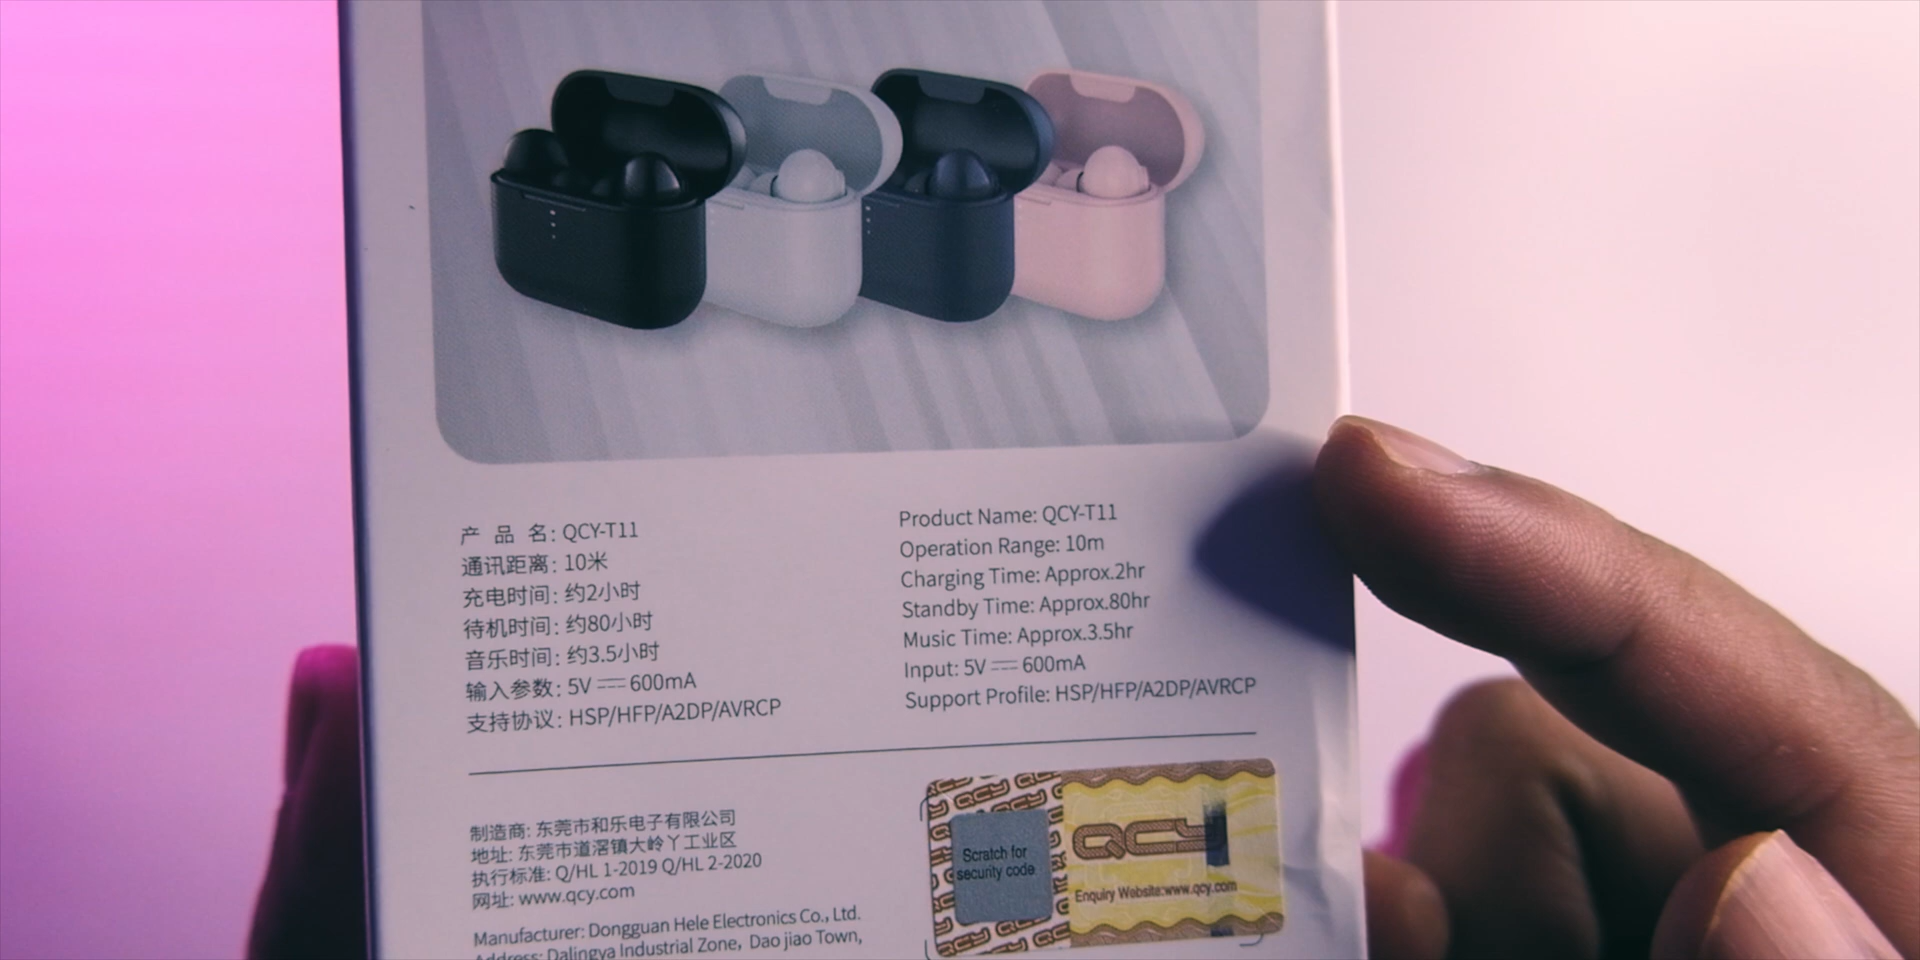 产 品 名: QCY-T11
通讯距离: 10米
充电时间: 约2小时
待机时间: 约80小时
音乐时间: 约3.5小时
输入参数: 5V ⎓ 600mA
支持协议: HSP/HFP/A2DP/AVRCP
Product Name: QCY-T11
Operation Range: 10m
Charging Time: Approx.2hr
Standby Time: Approx.80hr
Music Time: Approx.3.5hr
Input: 5V ⎓ 600mA
Support Profile: HSP/HFP/A2DP/AVRCP
制造商: 东莞市和乐电子有限公司
地址: 东莞市道滘镇大岭丫工业区
执行标准: Q/HL 1-2019 Q/HL 2-2020
网址: www.qcy.com
Manufacturer: Dongguan Hele Electronics Co., Ltd.
Address: Dalingya Industrial Zone, Dao jiao Town,
Scratch for
security code
QCY
Enquiry Website:www.qcy.com